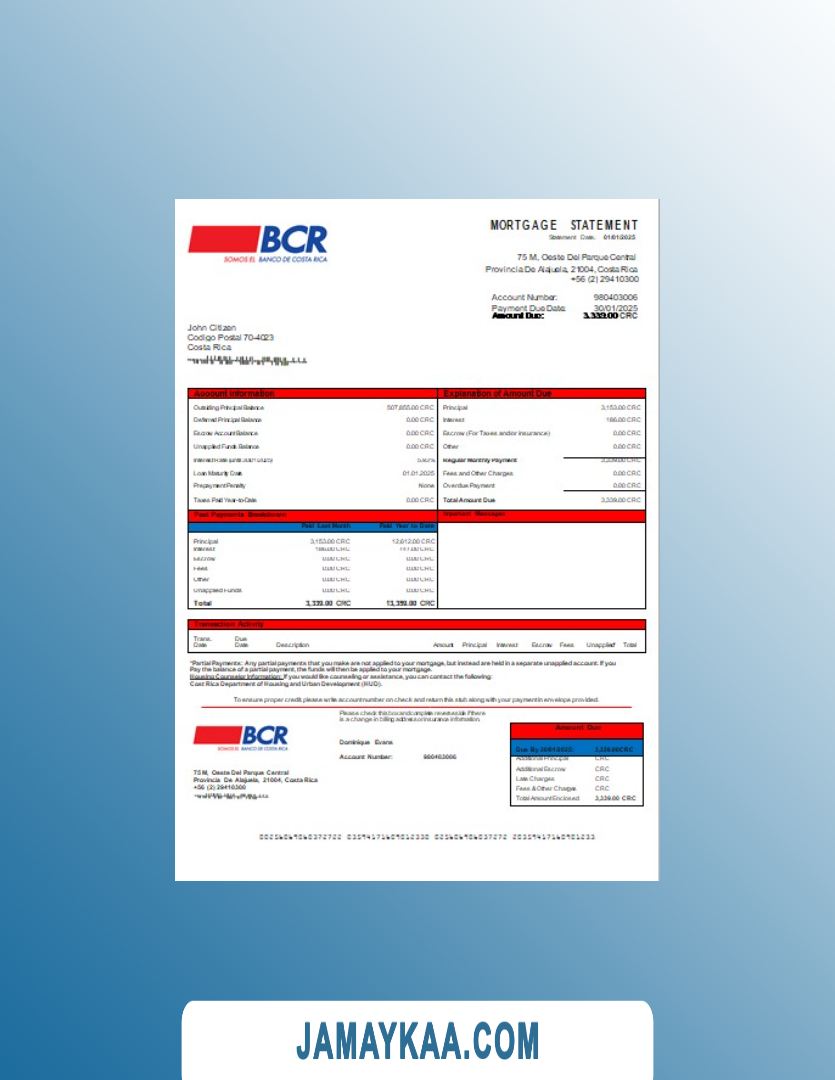 BCR
SOMOS EL BANCO DE COSTA RICA
MORTGAGE STATEMENT
Statement Date: 01/01/2025
75 M, Oeste Del Parque Central
Provincia De Alajuela, 21004, Costa Rica
+56 (2) 29410300
Account Number: 980403006
Payment Due Date: 30/01/2025
Amount Due: 3,339.00 CRC
John Citizen
Codigo Postal 70-4023
Costa Rica
Account Information
Outstding Principal Balance 507,855.00 CRC
Deferred Principal Balance 0.00 CRC
Escrow Account Balance 0.00 CRC
Unapplied Funds Balance 0.00 CRC
Interest Rate
Loan Maturity Date 01.01.2025
Prepayment Penalty None
Taxes Paid Year-to-Date 0.00 CRC
Explanation of Amount Due
Principal 3,153.00 CRC
Interest 186.00 CRC
Escrow (For Taxes and/or Insurance) 0.00 CRC
Other 0.00 CRC
Regular Monthly Payment 3,339.00 CRC
Fees and Other Charges 0.00 CRC
Overdue Payment 0.00 CRC
Total Amount Due 3,339.00 CRC
Past Payments Breakdown
Paid Last Month Paid Year to Date
Principal 3,153.00 CRC 12,612.00 CRC
Interest 186.00 CRC
Escrow 0.00 CRC 0.00 CRC
Fees 0.00 CRC 0.00 CRC
Other 0.00 CRC 0.00 CRC
Unapplied Funds 0.00 CRC 0.00 CRC
Total 3,339.00 CRC 13,359.00 CRC
Important Messages
Transaction Activity
Trans. Date Due Date Description Amount Principal Interest Escrow Fees Unapplied Total
*Partial Payments: Any partial payments that you make are not applied to your mortgage, but instead are held in a separate unapplied account. If you
Pay the balance of a partial payment, the funds will then be applied to your mortgage.
Housing Counselor Information: If you would like counseling or assistance, you can contact the following:
Cost Rica Department of Housing and Urban Development (HUD).
To ensure proper credit please write account number on check and return this stub along with your payment in envelope provided.
Please check this box and complete reverse side if there
is a change in billing address or insurance information.
BCR
SOMOS EL BANCO DE COSTA RICA
Dominique Evans
Account Number: 980403006
75 M, Oeste Del Parque Central
Provincia De Alajuela, 21004, Costa Rica
+56 (2) 29410300
Amount Due
Due By 30/01/2025: 3,339.00CRC
Additional Principal CRC
Additional Escrow CRC
Late Charges CRC
Fees & Other Charges CRC
Total Amount Enclosed 3,339.00 CRC
JAMAYKAA.COM